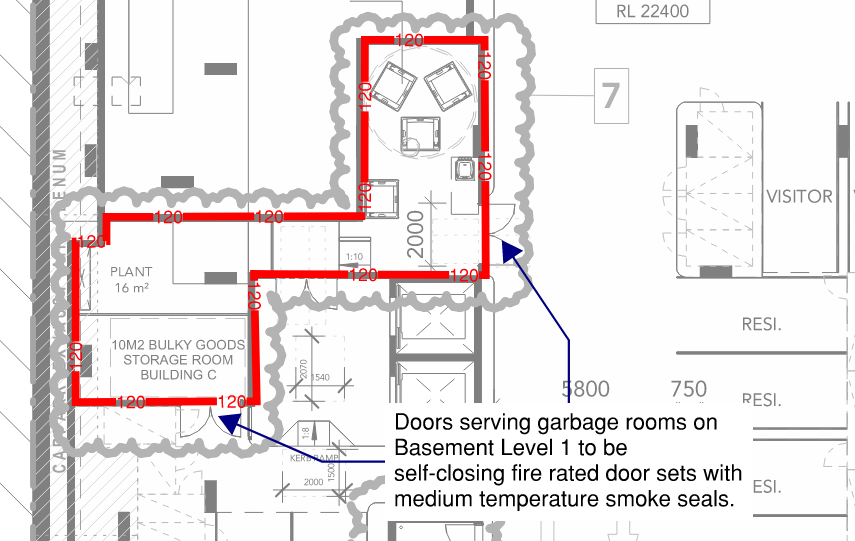 RL 22400
120
120
120
7
ENUM
120
120
VISITOR
120
120
2000
120
1:10
PLANT
16 m²
120
120
120
RESI.
10M2 BULKY GOODS
STORAGE ROOM
BUILDING C
120
2070
1540
5800
750
120
120
RESI.
Doors serving garbage rooms on
Basement Level 1 to be
self-closing fire rated door sets with
medium temperature smoke seals.
1:8
KERB RAMP
1500
2000
ESI.